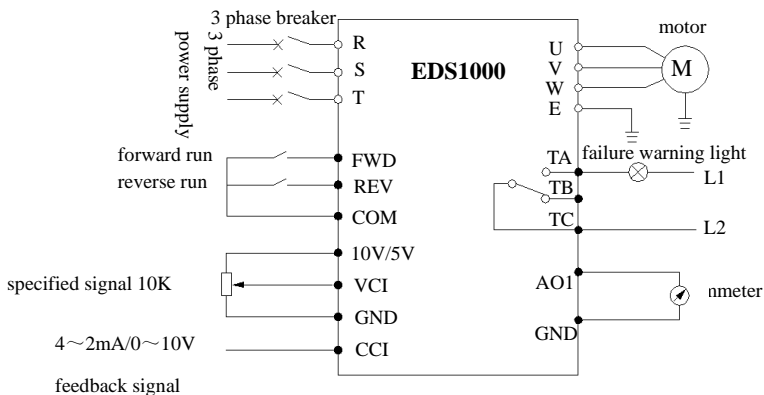 3 phase breaker
3 phase
power supply
R
S
T
EDS1000
U
V
W
E
motor
M
forward run
reverse run
FWD
REV
COM
TA
TB
TC
failure warning light
L1
L2
10V/5V
specified signal 10K
VCI
GND
4～2mA/0～10V
CCI
feedback signal
AO1
GND